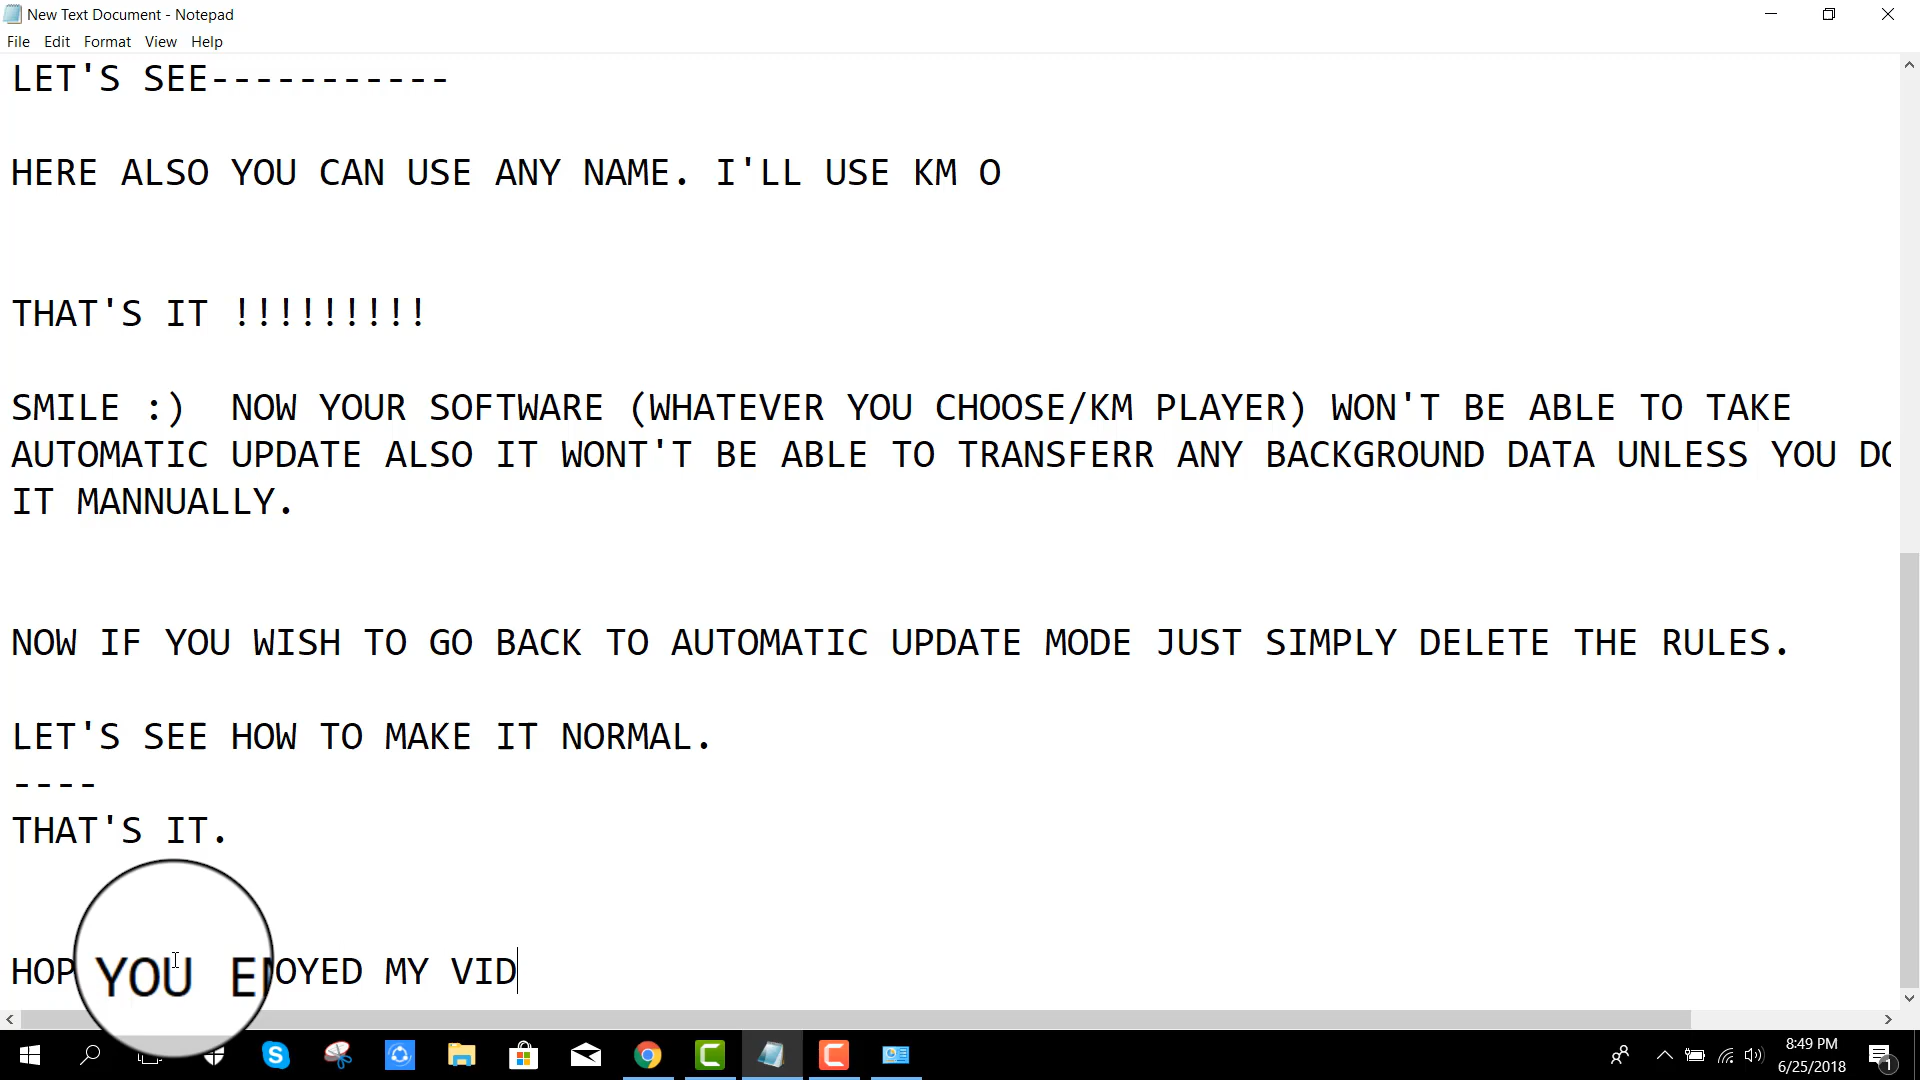 New Text Document - Notepad
File Edit Format View Help
LET'S SEE-----------
HERE ALSO YOU CAN USE ANY NAME. I'LL USE KM O
THAT'S IT !!!!!!!!!
SMILE :)  NOW YOUR SOFTWARE (WHATEVER YOU CHOOSE/KM PLAYER) WON'T BE ABLE TO TAKE
AUTOMATIC UPDATE ALSO IT WONT'T BE ABLE TO TRANSFERR ANY BACKGROUND DATA UNLESS YOU DO
IT MANNUALLY.
NOW IF YOU WISH TO GO BACK TO AUTOMATIC UPDATE MODE JUST SIMPLY DELETE THE RULES.
LET'S SEE HOW TO MAKE IT NORMAL.
----
THAT'S IT.
HOP YOU EOYED MY VID
8:49 PM
6/25/2018
1